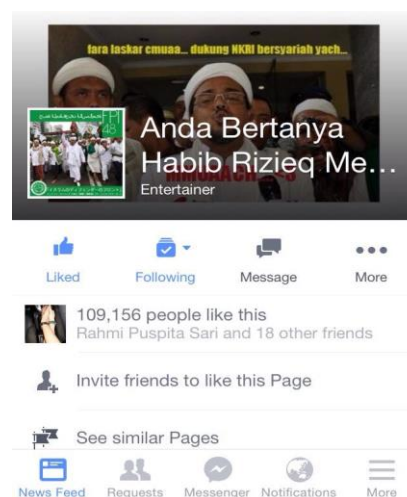 fara laskar cmuaa... dukung NKRI bersyariah yach...
FPI
48
Anda Bertanya
Habib Rizieq Me...
Entertainer
Liked
Following
Message
More
109,156 people like this
Rahmi Puspita Sari and 18 other friends
Invite friends to like this Page
See similar Pages
News Feed
Requests
Messenger
Notifications
More